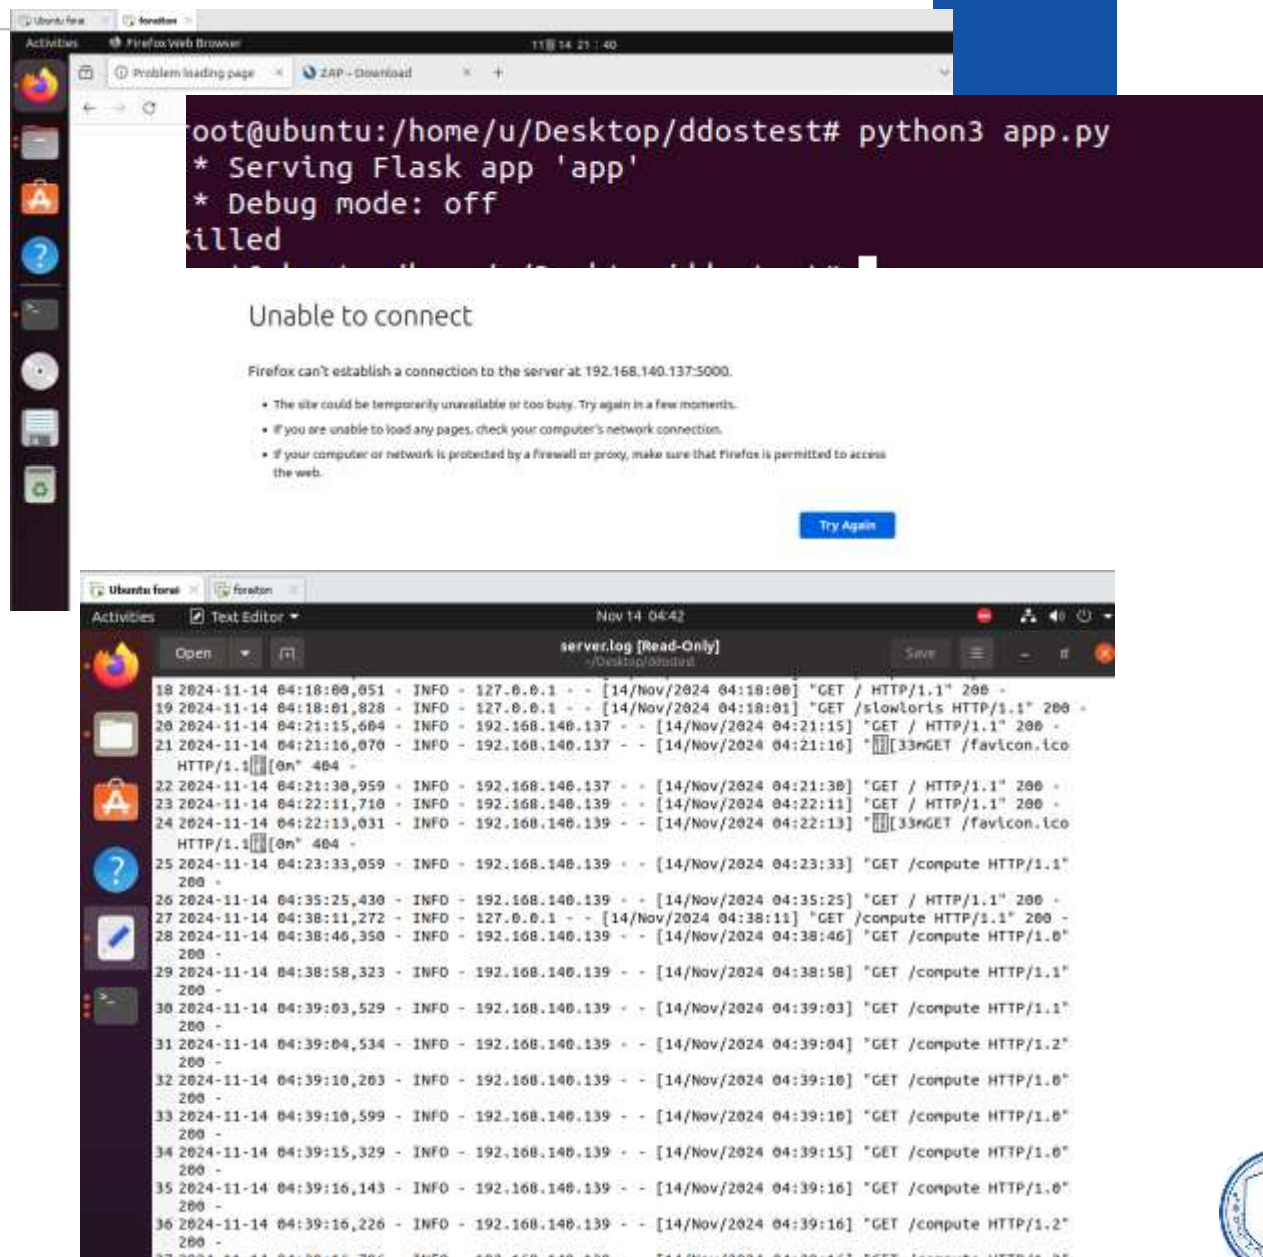 Ubuntu forai
foraiton
Activities
Firefox Web Browser
11월 14 21 : 40
Problem loading page
ZAP – Download
root@ubuntu:/home/u/Desktop/ddostest# python3 app.py
* Serving Flask app 'app'
* Debug mode: off
Killed
Unable to connect
Firefox can't establish a connection to the server at 192.168.140.137:5000.
• The site could be temporarily unavailable or too busy. Try again in a few moments.
• If you are unable to load any pages, check your computer's network connection.
• If your computer or network is protected by a firewall or proxy, make sure that Firefox is permitted to access
the web.
Try Again
Ubuntu forai
foraiton
Activities
Text Editor
Nov 14 04:42
Open
server.log [Read-Only]
~/Desktop/ddostest
Save
18 2024-11-14 04:18:00,051 - INFO - 127.0.0.1 - - [14/Nov/2024 04:18:00] "GET / HTTP/1.1" 200 -
19 2024-11-14 04:18:01,828 - INFO - 127.0.0.1 - - [14/Nov/2024 04:18:01] "GET /slowloris HTTP/1.1" 200 -
20 2024-11-14 04:21:15,604 - INFO - 192.168.140.137 - - [14/Nov/2024 04:21:15] "GET / HTTP/1.1" 200 -
21 2024-11-14 04:21:16,070 - INFO - 192.168.140.137 - - [14/Nov/2024 04:21:16] "[33mGET /favicon.ico
HTTP/1.1[0m" 404 -
22 2024-11-14 04:21:30,959 - INFO - 192.168.140.137 - - [14/Nov/2024 04:21:30] "GET / HTTP/1.1" 200 -
23 2024-11-14 04:22:11,710 - INFO - 192.168.140.139 - - [14/Nov/2024 04:22:11] "GET / HTTP/1.1" 200 -
24 2024-11-14 04:22:13,031 - INFO - 192.168.140.139 - - [14/Nov/2024 04:22:13] "[33mGET /favicon.ico
HTTP/1.1[0m" 404 -
25 2024-11-14 04:23:33,059 - INFO - 192.168.140.139 - - [14/Nov/2024 04:23:33] "GET /compute HTTP/1.1"
200 -
26 2024-11-14 04:35:25,430 - INFO - 192.168.140.139 - - [14/Nov/2024 04:35:25] "GET / HTTP/1.1" 200 -
27 2024-11-14 04:38:11,272 - INFO - 127.0.0.1 - - [14/Nov/2024 04:38:11] "GET /compute HTTP/1.1" 200 -
28 2024-11-14 04:38:46,350 - INFO - 192.168.140.139 - - [14/Nov/2024 04:38:46] "GET /compute HTTP/1.0"
200 -
29 2024-11-14 04:38:58,323 - INFO - 192.168.140.139 - - [14/Nov/2024 04:38:58] "GET /compute HTTP/1.1"
200 -
30 2024-11-14 04:39:03,529 - INFO - 192.168.140.139 - - [14/Nov/2024 04:39:03] "GET /compute HTTP/1.1"
200 -
31 2024-11-14 04:39:04,534 - INFO - 192.168.140.139 - - [14/Nov/2024 04:39:04] "GET /compute HTTP/1.2"
200 -
32 2024-11-14 04:39:10,203 - INFO - 192.168.140.139 - - [14/Nov/2024 04:39:10] "GET /compute HTTP/1.0"
200 -
33 2024-11-14 04:39:10,599 - INFO - 192.168.140.139 - - [14/Nov/2024 04:39:10] "GET /compute HTTP/1.0"
200 -
34 2024-11-14 04:39:15,329 - INFO - 192.168.140.139 - - [14/Nov/2024 04:39:15] "GET /compute HTTP/1.0"
200 -
35 2024-11-14 04:39:16,143 - INFO - 192.168.140.139 - - [14/Nov/2024 04:39:16] "GET /compute HTTP/1.0"
200 -
36 2024-11-14 04:39:16,226 - INFO - 192.168.140.139 - - [14/Nov/2024 04:39:16] "GET /compute HTTP/1.2"
200 -